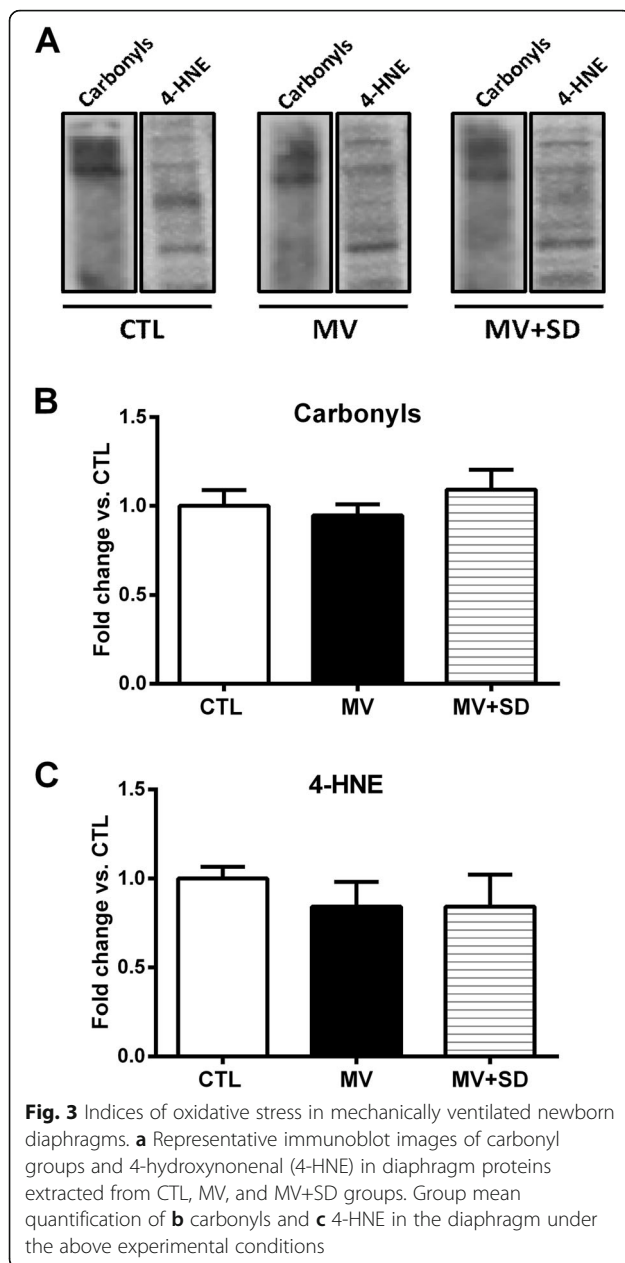 A
Carbonyls 4-HNE Carbonyls 4-HNE Carbonyls 4-HNE
CTL MV MV+SD
B
Carbonyls
Fold change vs. CTL
1.5
1.0
0.5
0.0
CTL MV MV+SD
C
4-HNE
Fold change vs. CTL
1.5
1.0
0.5
0.0
CTL MV MV+SD
Fig. 3 Indices of oxidative stress in mechanically ventilated newborn
diaphragms. a Representative immunoblot images of carbonyl
groups and 4-hydroxynonenal (4-HNE) in diaphragm proteins
extracted from CTL, MV, and MV+SD groups. Group mean
quantification of b carbonyls and c 4-HNE in the diaphragm under
the above experimental conditions